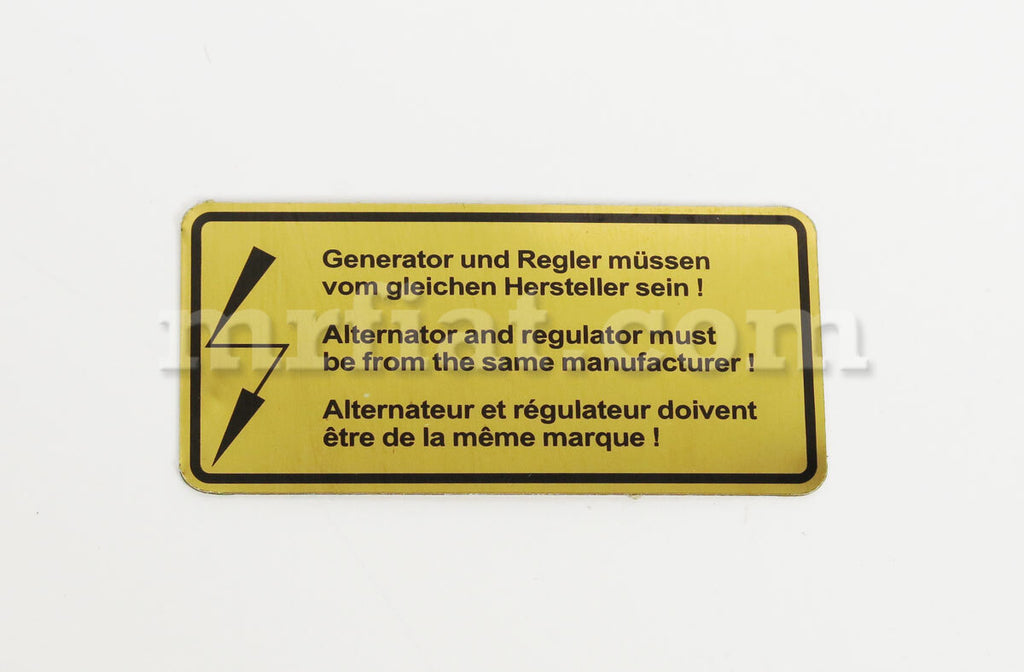 Generator und Regler müssen
vom gleichen Hersteller sein !
Alternator and regulator must
be from the same manufacturer !
Alternateur et régulateur doivent
être de la même marque !
mrfiat.com